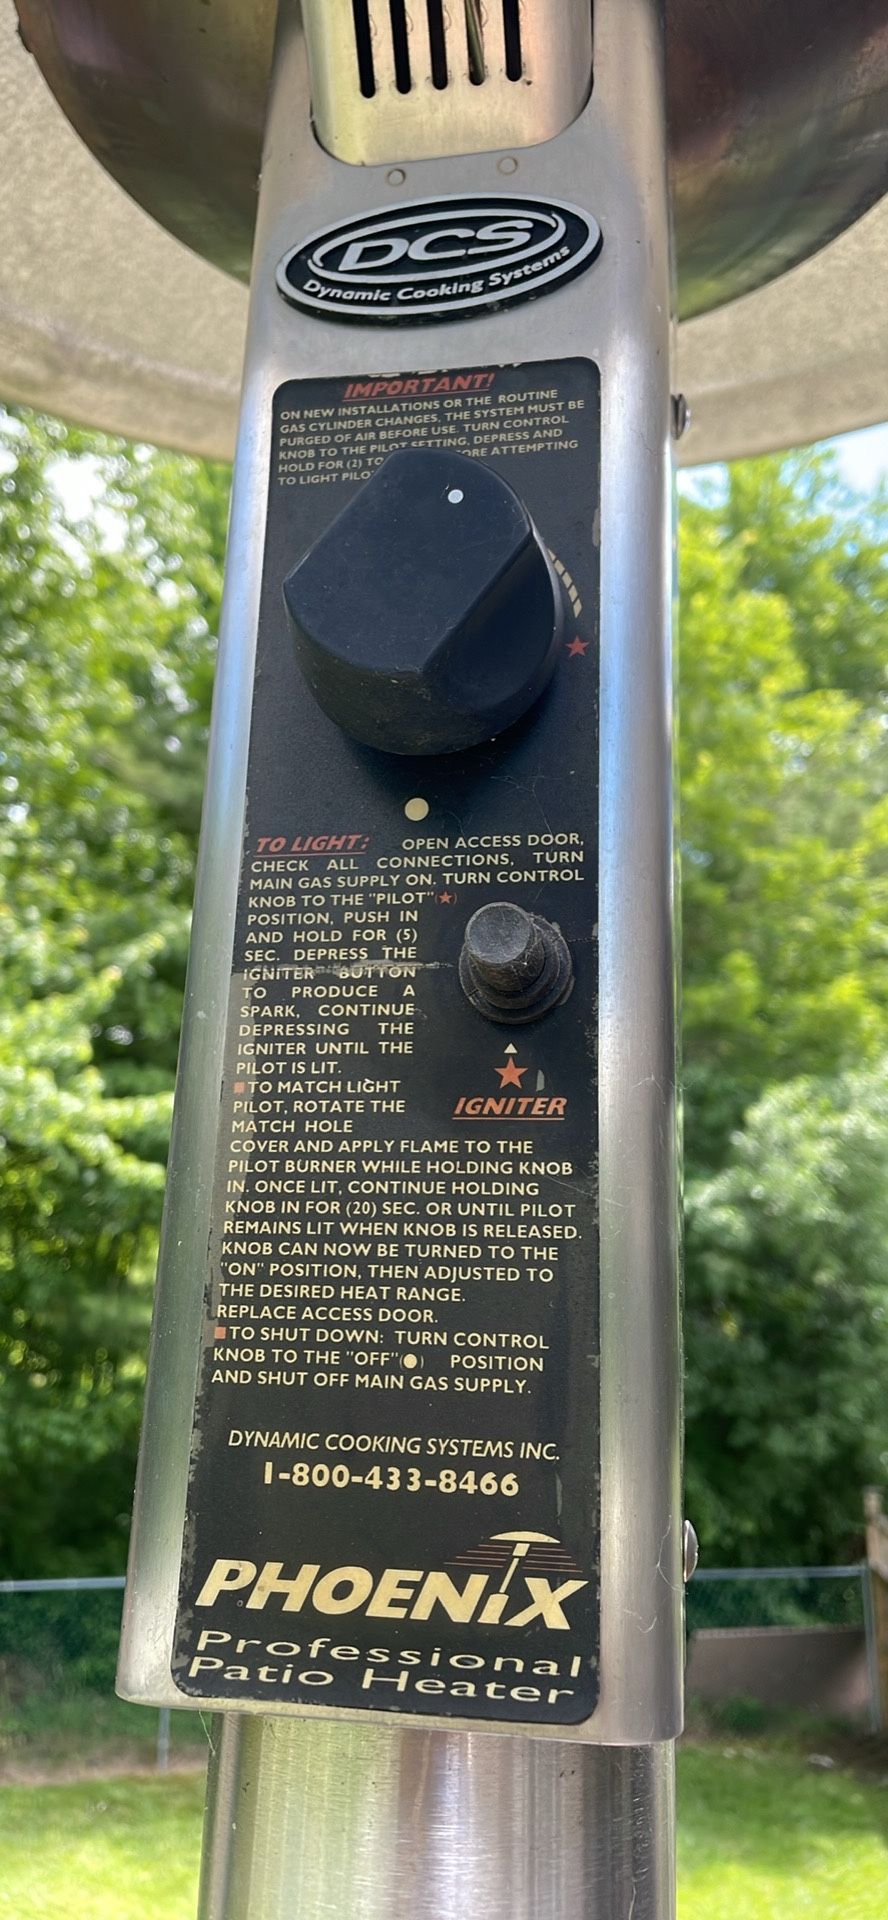 DCS
Dynamic Cooking Systems
IMPORTANT!
ON NEW INSTALLATIONS OR THE ROUTINE
GAS CYLINDER CHANGES, THE SYSTEM MUST BE
PURGED OF AIR BEFORE USE. TURN CONTROL
KNOB TO THE PILOT SETTING, DEPRESS AND
HOLD FOR (2) ATTEMPTING
TO LIGHT
TO LIGHT: OPEN ACCESS DOOR,
CHECK ALL CONNECTIONS, TURN
MAIN GAS SUPPLY ON, TURN CONTROL
KNOB TO THE "PILOT" (★)
POSITION, PUSH IN
AND HOLD FOR (5)
SEC. DEPRESS THE
IGNITER BUTTON
TO PRODUCE A
SPARK, CONTINUE
DEPRESSING THE
IGNITER UNTIL THE
PILOT IS LIT.
■ TO MATCH LIGHT
PILOT, ROTATE THE
MATCH HOLE
COVER AND APPLY FLAME TO THE
PILOT BURNER WHILE HOLDING KNOB
IN. ONCE LIT, CONTINUE HOLDING
KNOB IN FOR (20) SEC. OR UNTIL PILOT
REMAINS LIT WHEN KNOB IS RELEASED.
KNOB CAN NOW BE TURNED TO THE
"ON" POSITION, THEN ADJUSTED TO
THE DESIRED HEAT RANGE.
REPLACE ACCESS DOOR.
■ TO SHUT DOWN: TURN CONTROL
KNOB TO THE "OFF" (●) POSITION
AND SHUT OFF MAIN GAS SUPPLY.
IGNITER
DYNAMIC COOKING SYSTEMS INC.
1-800-433-8466
PHOENIX
Professional
Patio Heater